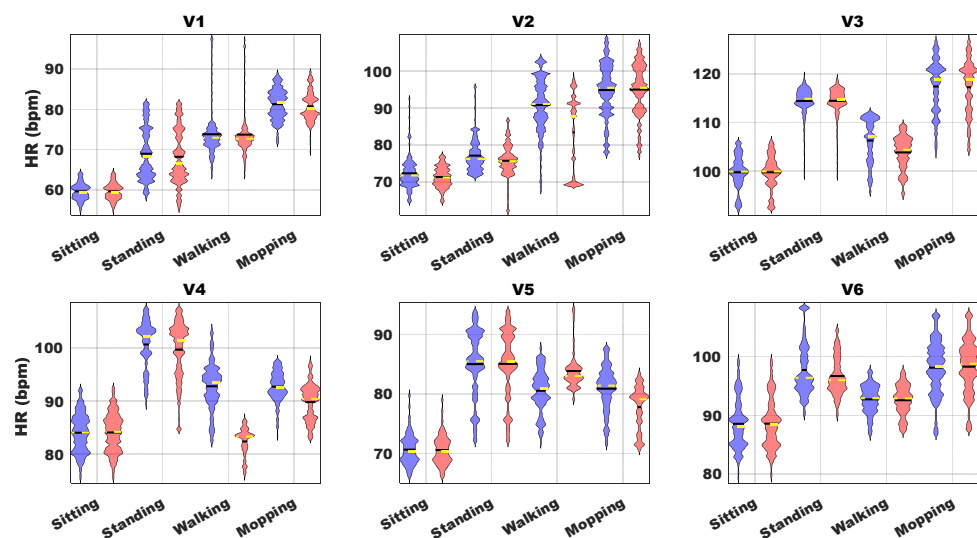 V1
V2
V3
HR (bpm)
90
80
70
60
100
90
80
70
120
110
100
Sitting
Standing
Walking
Mopping
Sitting
Standing
Walking
Mopping
Sitting
Standing
Walking
Mopping
V4
V5
V6
HR (bpm)
100
90
80
90
80
70
100
90
80
Sitting
Standing
Walking
Mopping
Sitting
Standing
Walking
Mopping
Sitting
Standing
Walking
Mopping